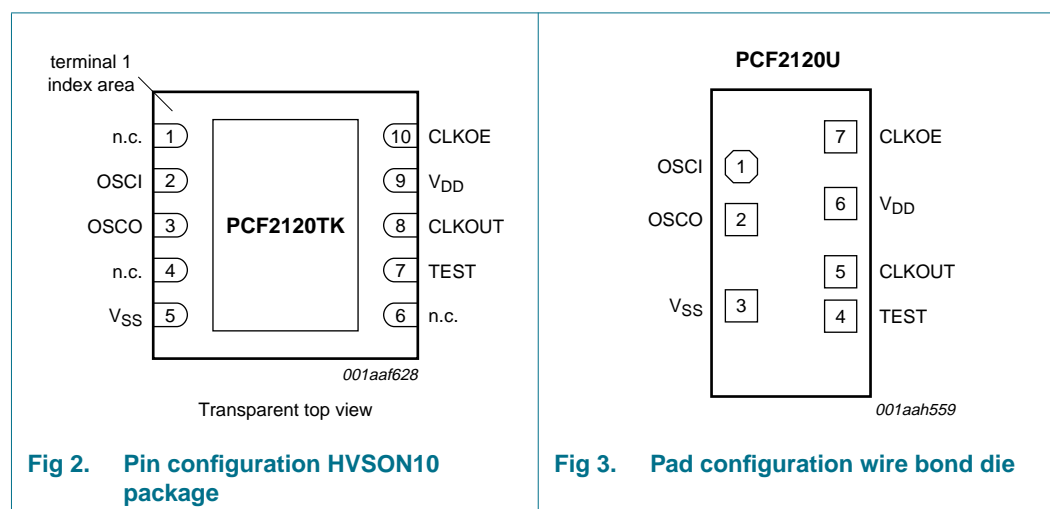 terminal 1
index area
n.c. 1
OSCI 2
OSCO 3
n.c. 4
VSS 5
PCF2120TK
10 CLKOE
9 VDD
8 CLKOUT
7 TEST
6 n.c.
001aaf628
Transparent top view
Fig 2. Pin configuration HVSON10
package
PCF2120U
OSCI 1
OSCO 2
VSS 3
7 CLKOE
6 VDD
5 CLKOUT
4 TEST
001aah559
Fig 3. Pad configuration wire bond die